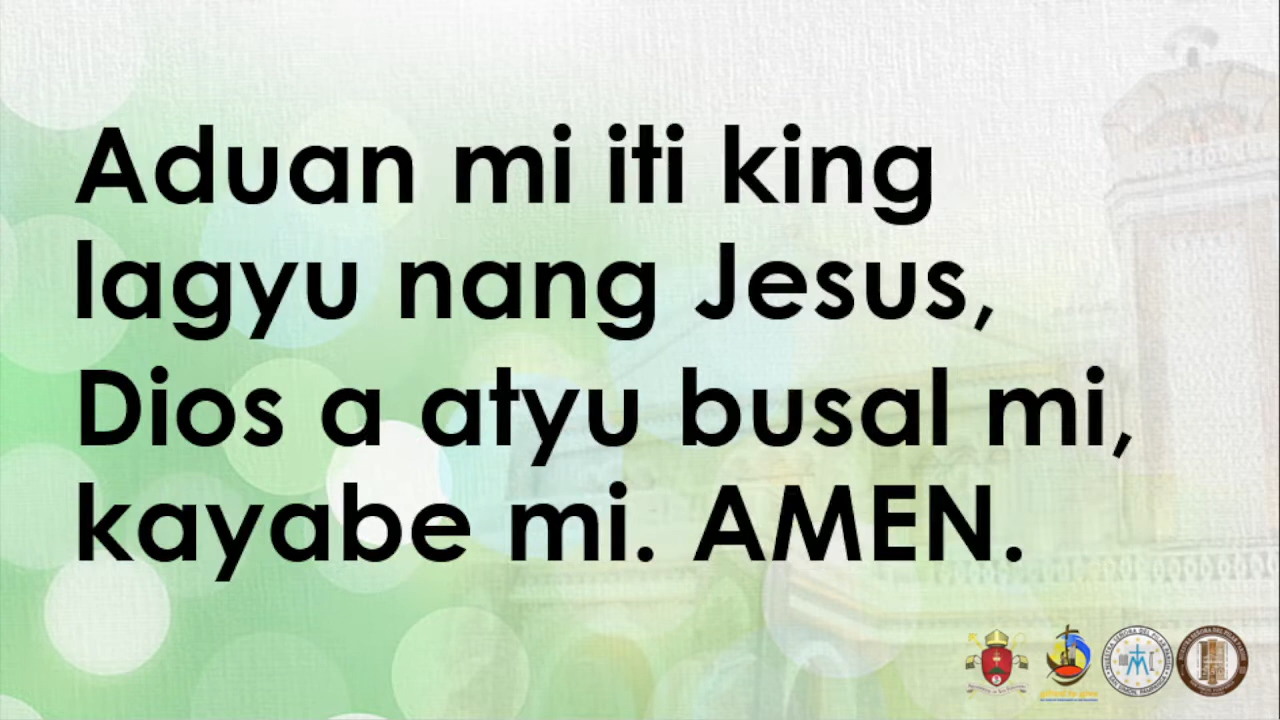 Aduan mi iti king
lagyu nang Jesus,
Dios a atyu busal mi,
kayabe mi. AMEN.